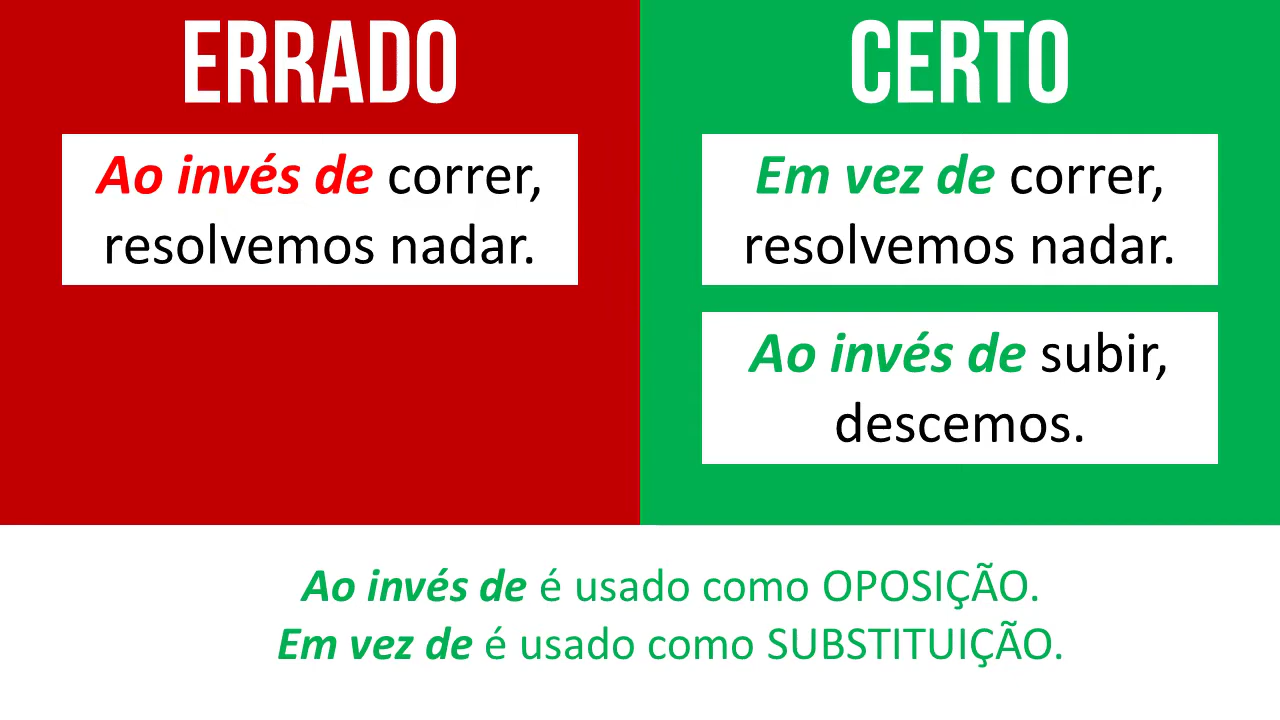 ERRADO
Ao invés de correr,
resolvemos nadar.
CERTO
Em vez de correr,
resolvemos nadar.
Ao invés de subir,
descemos.
Ao invés de é usado como OPOSIÇÃO.
Em vez de é usado como SUBSTITUIÇÃO.